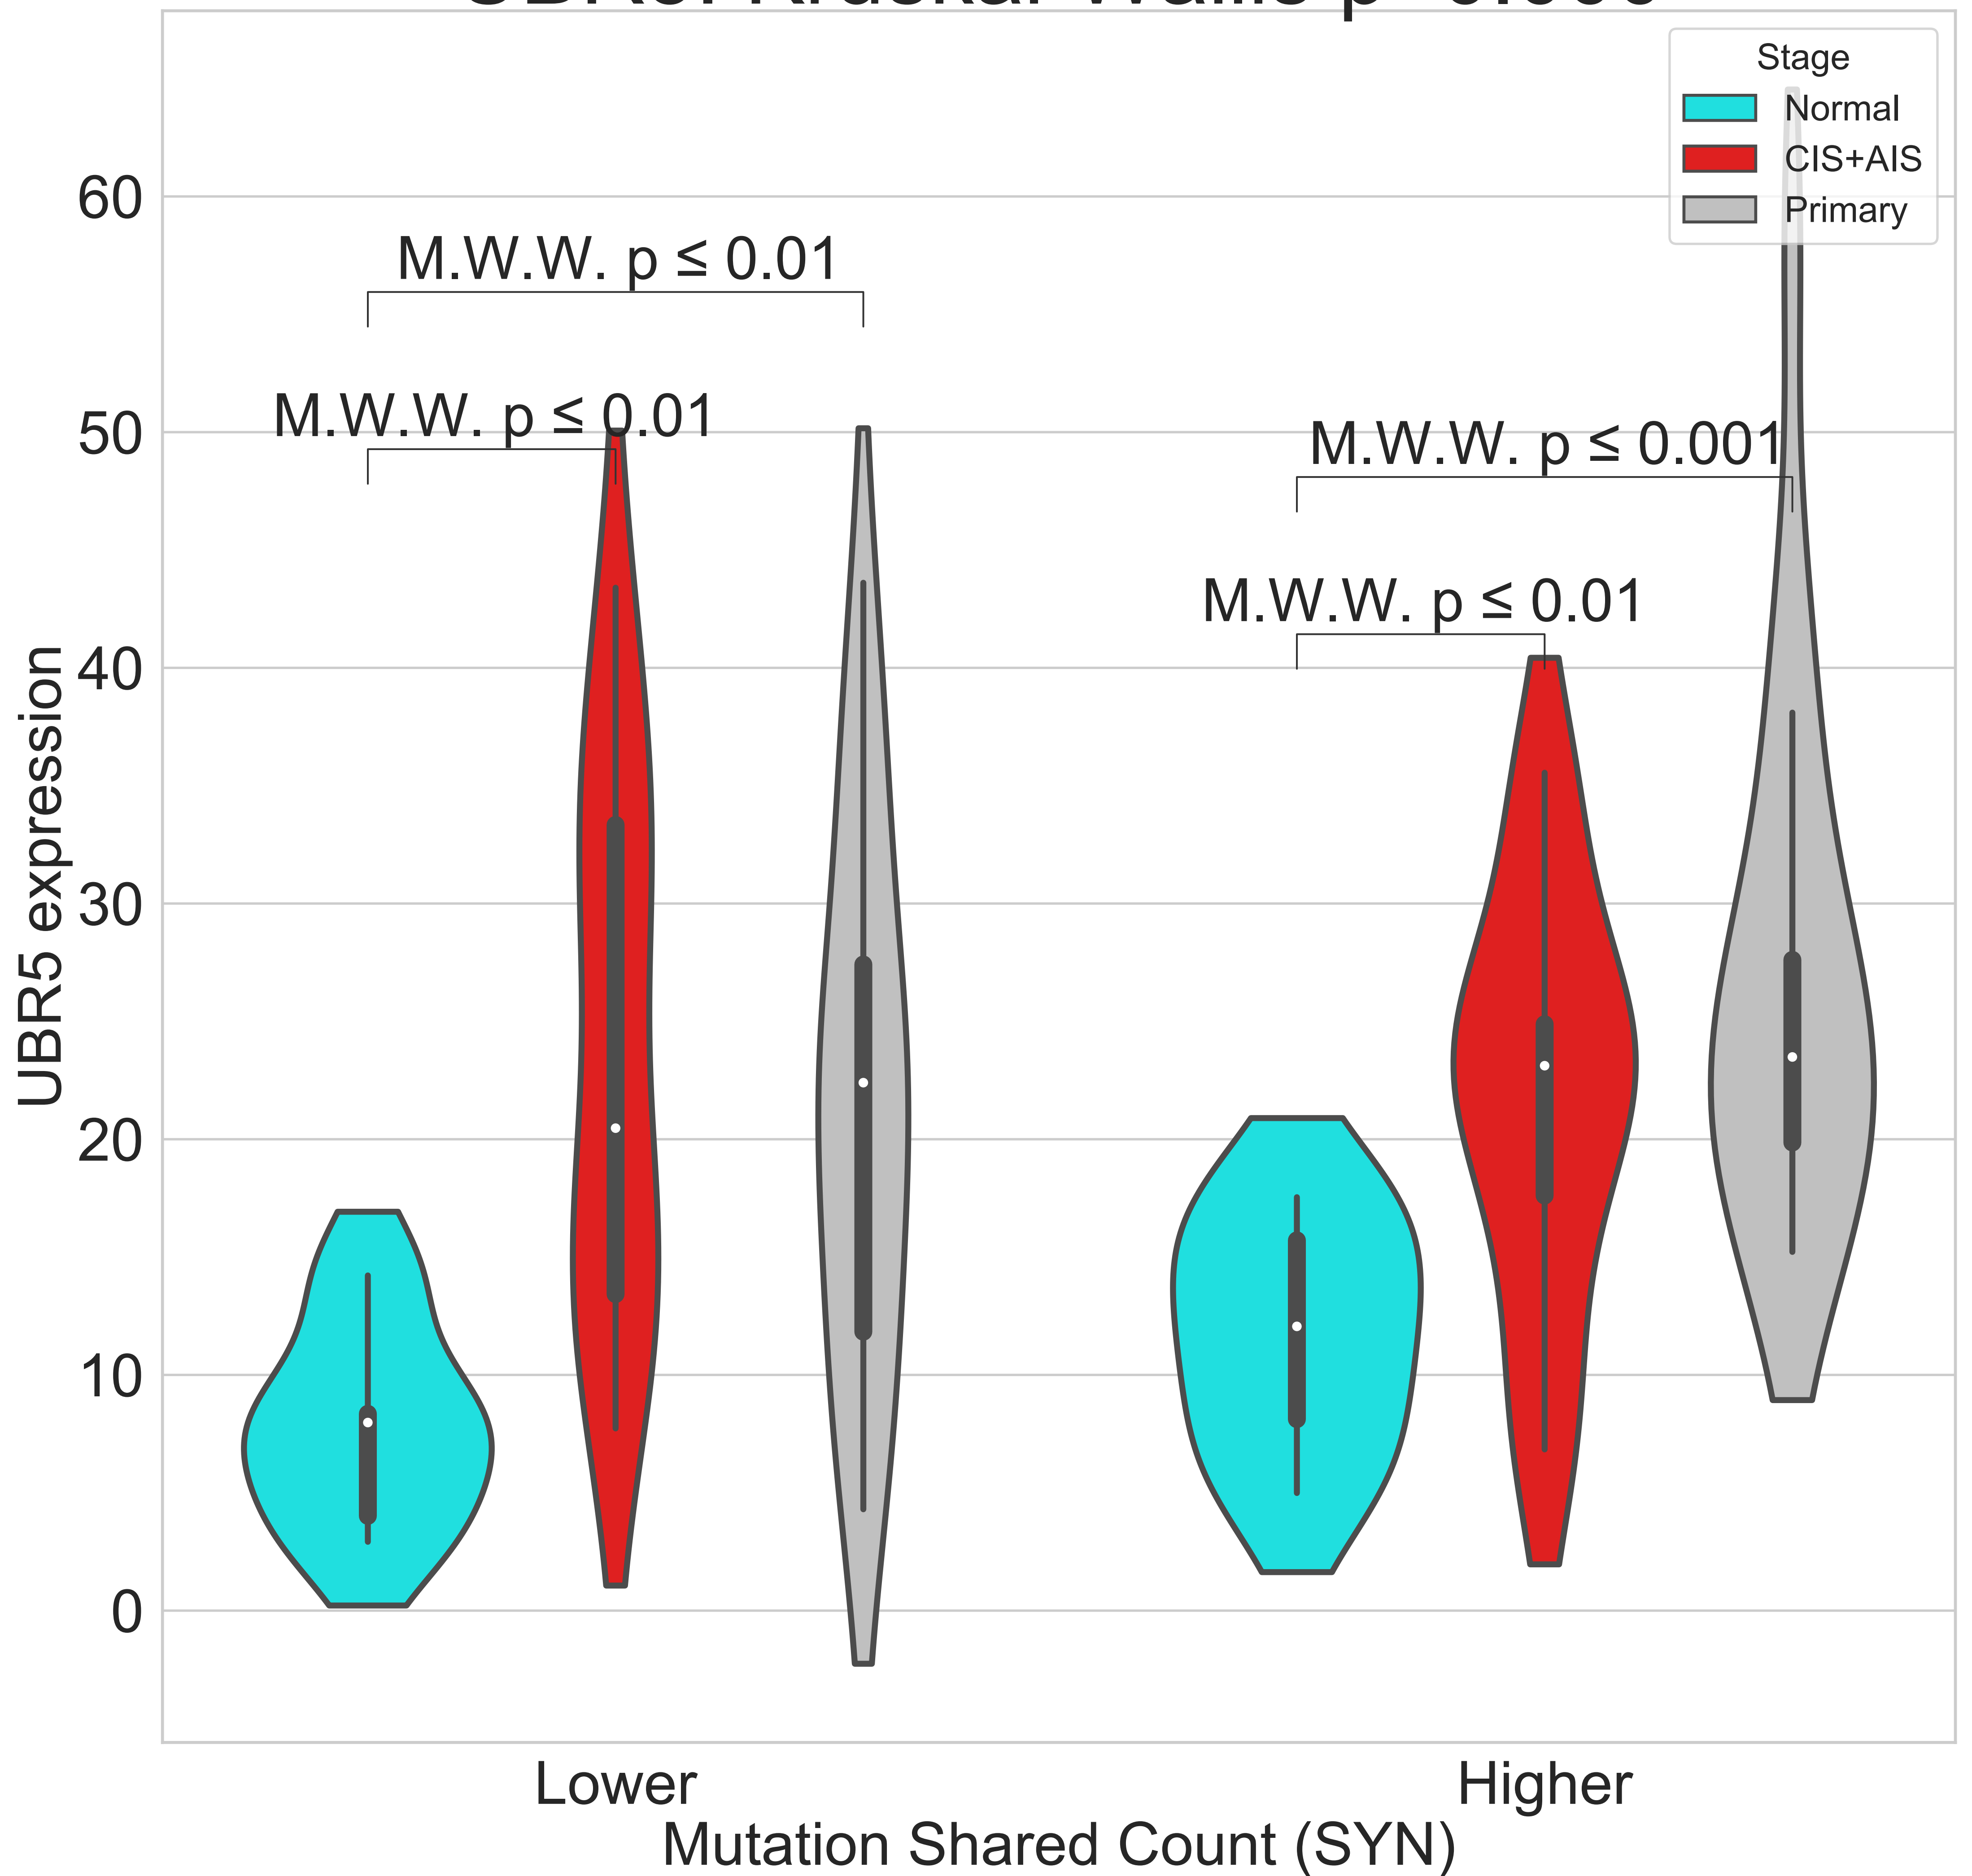 Stage
Normal
CIS+AIS
Primary
60
M.W.W. p ≤ 0.01
M.W.W. p ≤ 0.01
50
M.W.W. p ≤ 0.001
M.W.W. p ≤ 0.01
40
UBR5 expression
30
20
10
0
Lower
Higher
Mutation Shared Count (SYN)